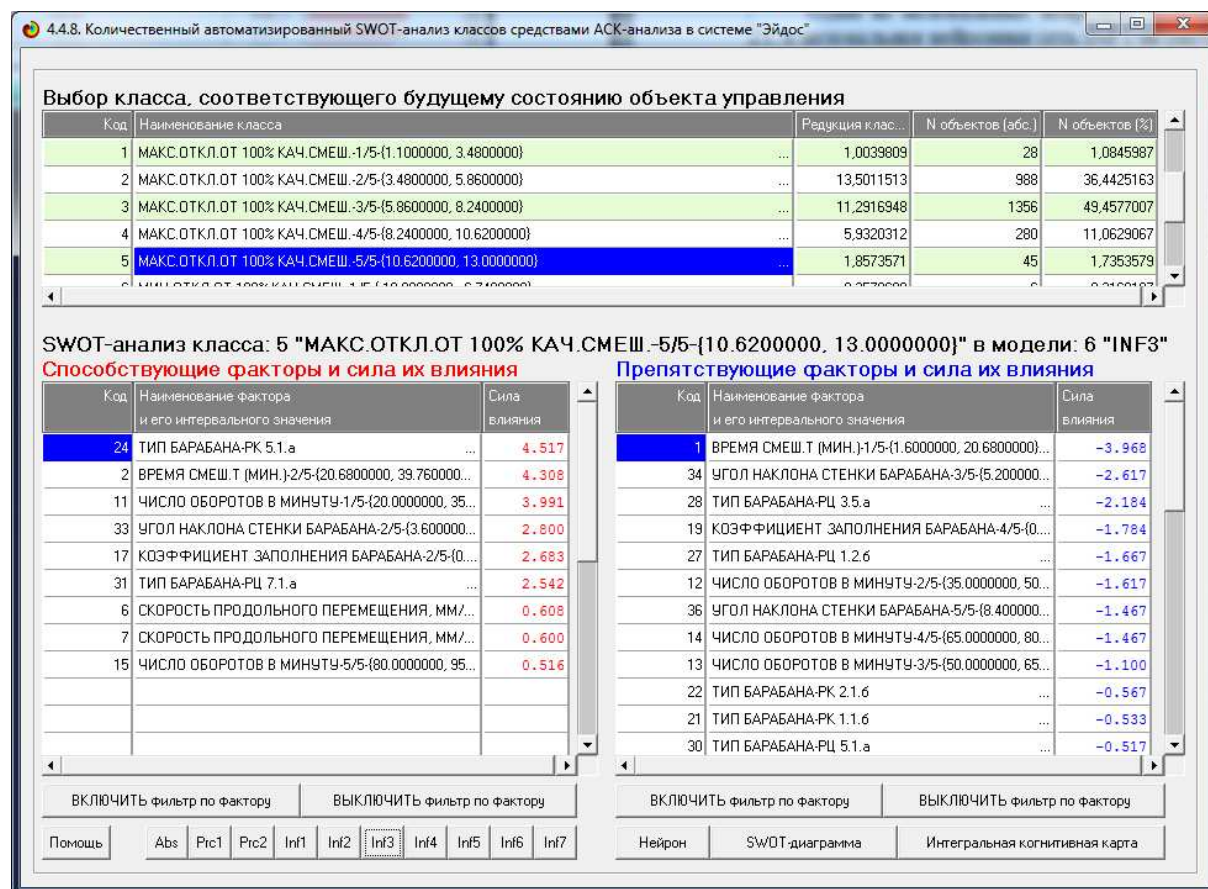 4.4.8. Количественный автоматизированный SWOT-анализ классов средствами АСК-анализа в системе "Эйдос"
Выбор класса, соответствующего будущему состоянию объекта управления
Код Наименование класса Редукция клас... N объектов (абс.) N объектов (%)
1 МАКС.ОТКЛ.ОТ 100% КАЧ.СМЕШ.-1/5-{1.1000000, 3.4800000} ... 1,0039809 28 1,0845987
2 МАКС.ОТКЛ.ОТ 100% КАЧ.СМЕШ.-2/5-{3.4800000, 5.8600000} ... 13,5011513 988 36,4425163
3 МАКС.ОТКЛ.ОТ 100% КАЧ.СМЕШ.-3/5-{5.8600000, 8.2400000} ... 11,2916948 1356 49,4577007
4 МАКС.ОТКЛ.ОТ 100% КАЧ.СМЕШ.-4/5-{8.2400000, 10.6200000} ... 5,9320312 280 11,0629067
5 МАКС.ОТКЛ.ОТ 100% КАЧ.СМЕШ.-5/5-{10.6200000, 13.0000000} ... 1,8573571 45 1,7353579
SWOT-анализ класса: 5 "МАКС.ОТКЛ.ОТ 100% КАЧ.СМЕШ.-5/5-{10.6200000, 13.0000000}" в модели: 6 "INF3"
Способствующие факторы и сила их влияния
Код Наименование фактора Сила
и его интервального значения влияния
24 ТИП БАРАБАНА-РК 5.1.а ... 4.517
2 ВРЕМЯ СМЕШ.Т (МИН.)-2/5-{20.6800000, 39.760000... 4.308
11 ЧИСЛО ОБОРОТОВ В МИНУТУ-1/5-{20.0000000, 35... 3.991
33 УГОЛ НАКЛОНА СТЕНКИ БАРАБАНА-2/5-{3.600000... 2.800
17 КОЭФФИЦИЕНТ ЗАПОЛНЕНИЯ БАРАБАНА-2/5-{0.... 2.683
31 ТИП БАРАБАНА-РЦ 7.1.а ... 2.542
6 СКОРОСТЬ ПРОДОЛЬНОГО ПЕРЕМЕЩЕНИЯ, ММ/... 0.608
7 СКОРОСТЬ ПРОДОЛЬНОГО ПЕРЕМЕЩЕНИЯ, ММ/... 0.600
15 ЧИСЛО ОБОРОТОВ В МИНУТУ-5/5-{80.0000000, 95... 0.516
ВКЛЮЧИТЬ фильтр по фактору ВЫКЛЮЧИТЬ фильтр по фактору
Помощь Abs Prc1 Prc2 Inf1 Inf2 Inf3 Inf4 Inf5 Inf6 Inf7
Препятствующие факторы и сила их влияния
Код Наименование фактора Сила
и его интервального значения влияния
1 ВРЕМЯ СМЕШ.Т (МИН.)-1/5-{1.6000000, 20.6800000}... -3.968
34 УГОЛ НАКЛОНА СТЕНКИ БАРАБАНА-3/5-{5.200000... -2.617
28 ТИП БАРАБАНА-РЦ 3.5.а ... -2.184
19 КОЭФФИЦИЕНТ ЗАПОЛНЕНИЯ БАРАБАНА-4/5-{0.... -1.784
27 ТИП БАРАБАНА-РЦ 1.2.б ... -1.667
12 ЧИСЛО ОБОРОТОВ В МИНУТУ-2/5-{35.0000000, 50... -1.617
36 УГОЛ НАКЛОНА СТЕНКИ БАРАБАНА-5/5-{8.400000... -1.467
14 ЧИСЛО ОБОРОТОВ В МИНУТУ-4/5-{65.0000000, 80... -1.467
13 ЧИСЛО ОБОРОТОВ В МИНУТУ-3/5-{50.0000000, 65... -1.100
22 ТИП БАРАБАНА-РК 2.1.б ... -0.567
21 ТИП БАРАБАНА-РК 1.1.б ... -0.533
30 ТИП БАРАБАНА-РЦ 5.1.а ... -0.517
ВКЛЮЧИТЬ фильтр по фактору ВЫКЛЮЧИТЬ фильтр по фактору
Нейрон SWOT-диаграмма Интегральная когнитивная карта